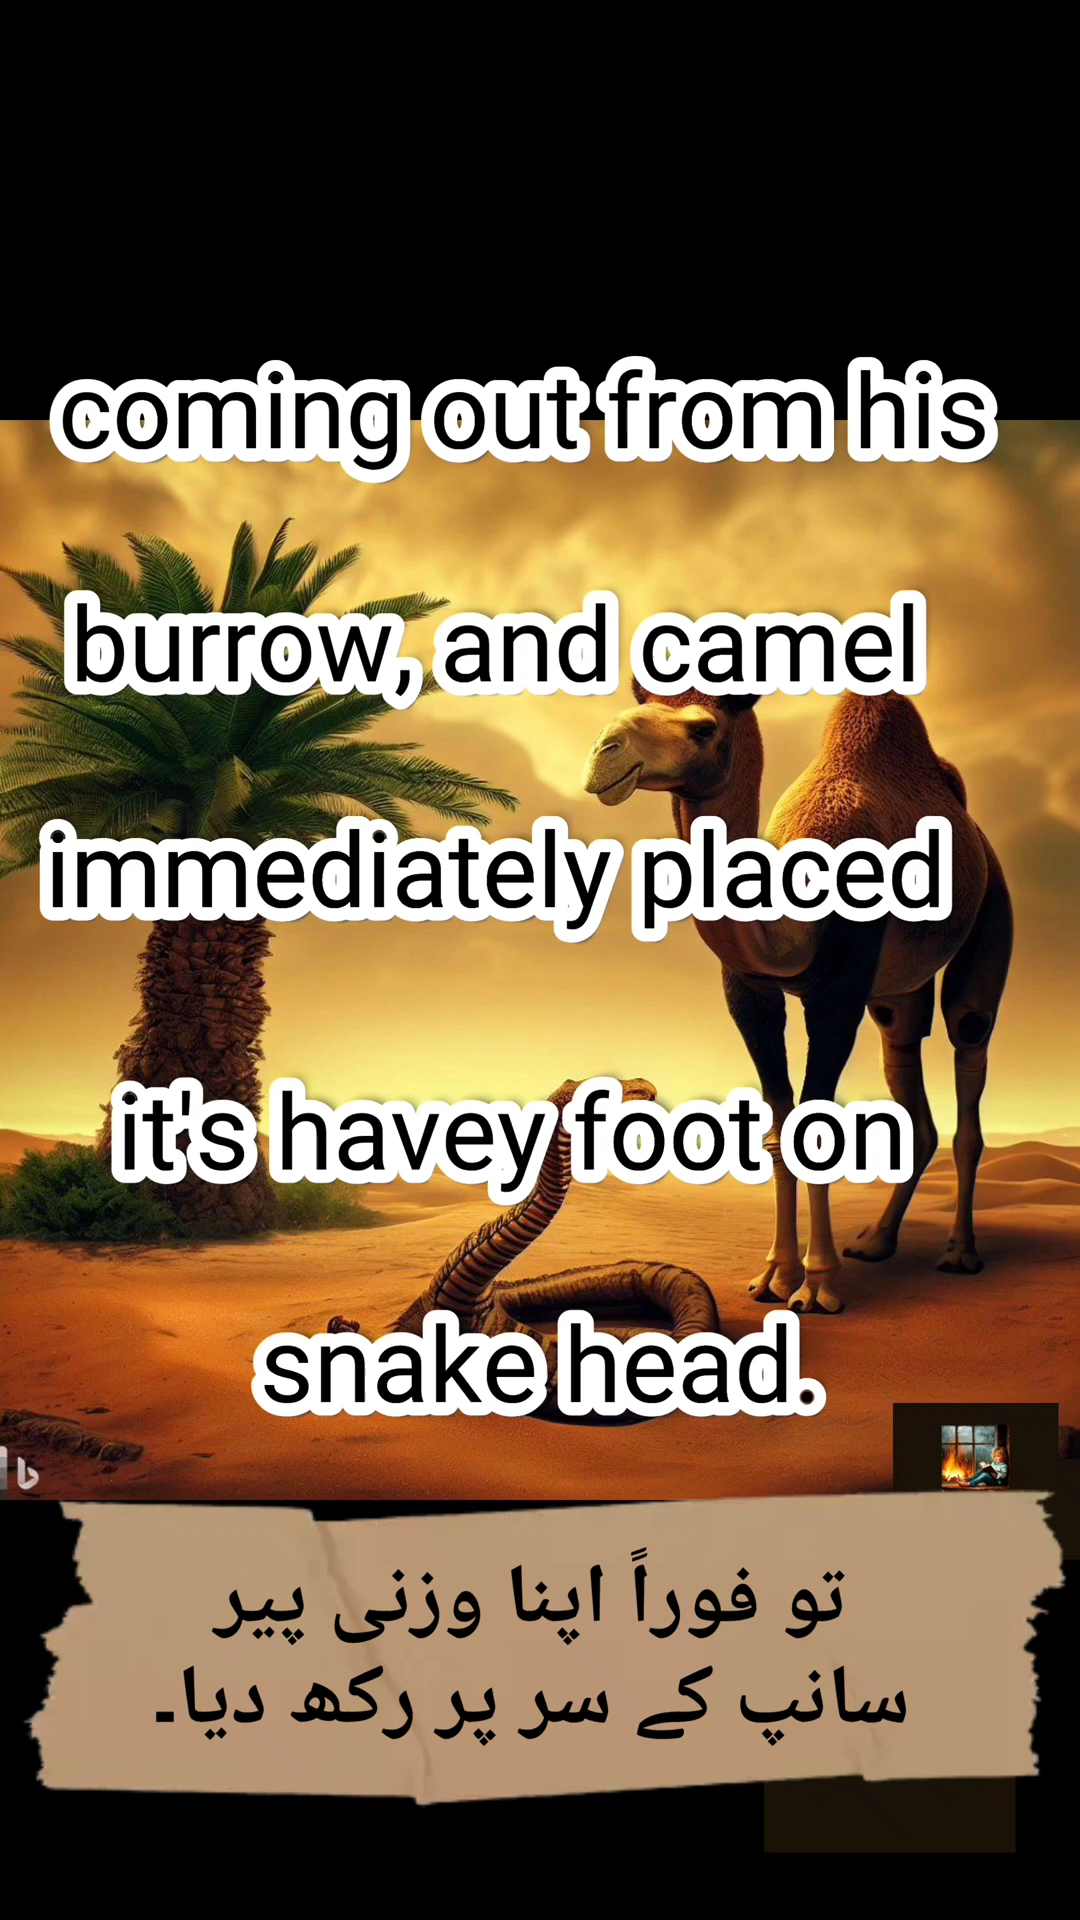 coming out from his
burrow, and camel
immediately placed
it's havey foot on
snake head.
b
تو فوراً اپنا وزنی پیر
سانپ کے سر پر رکھ دیا۔